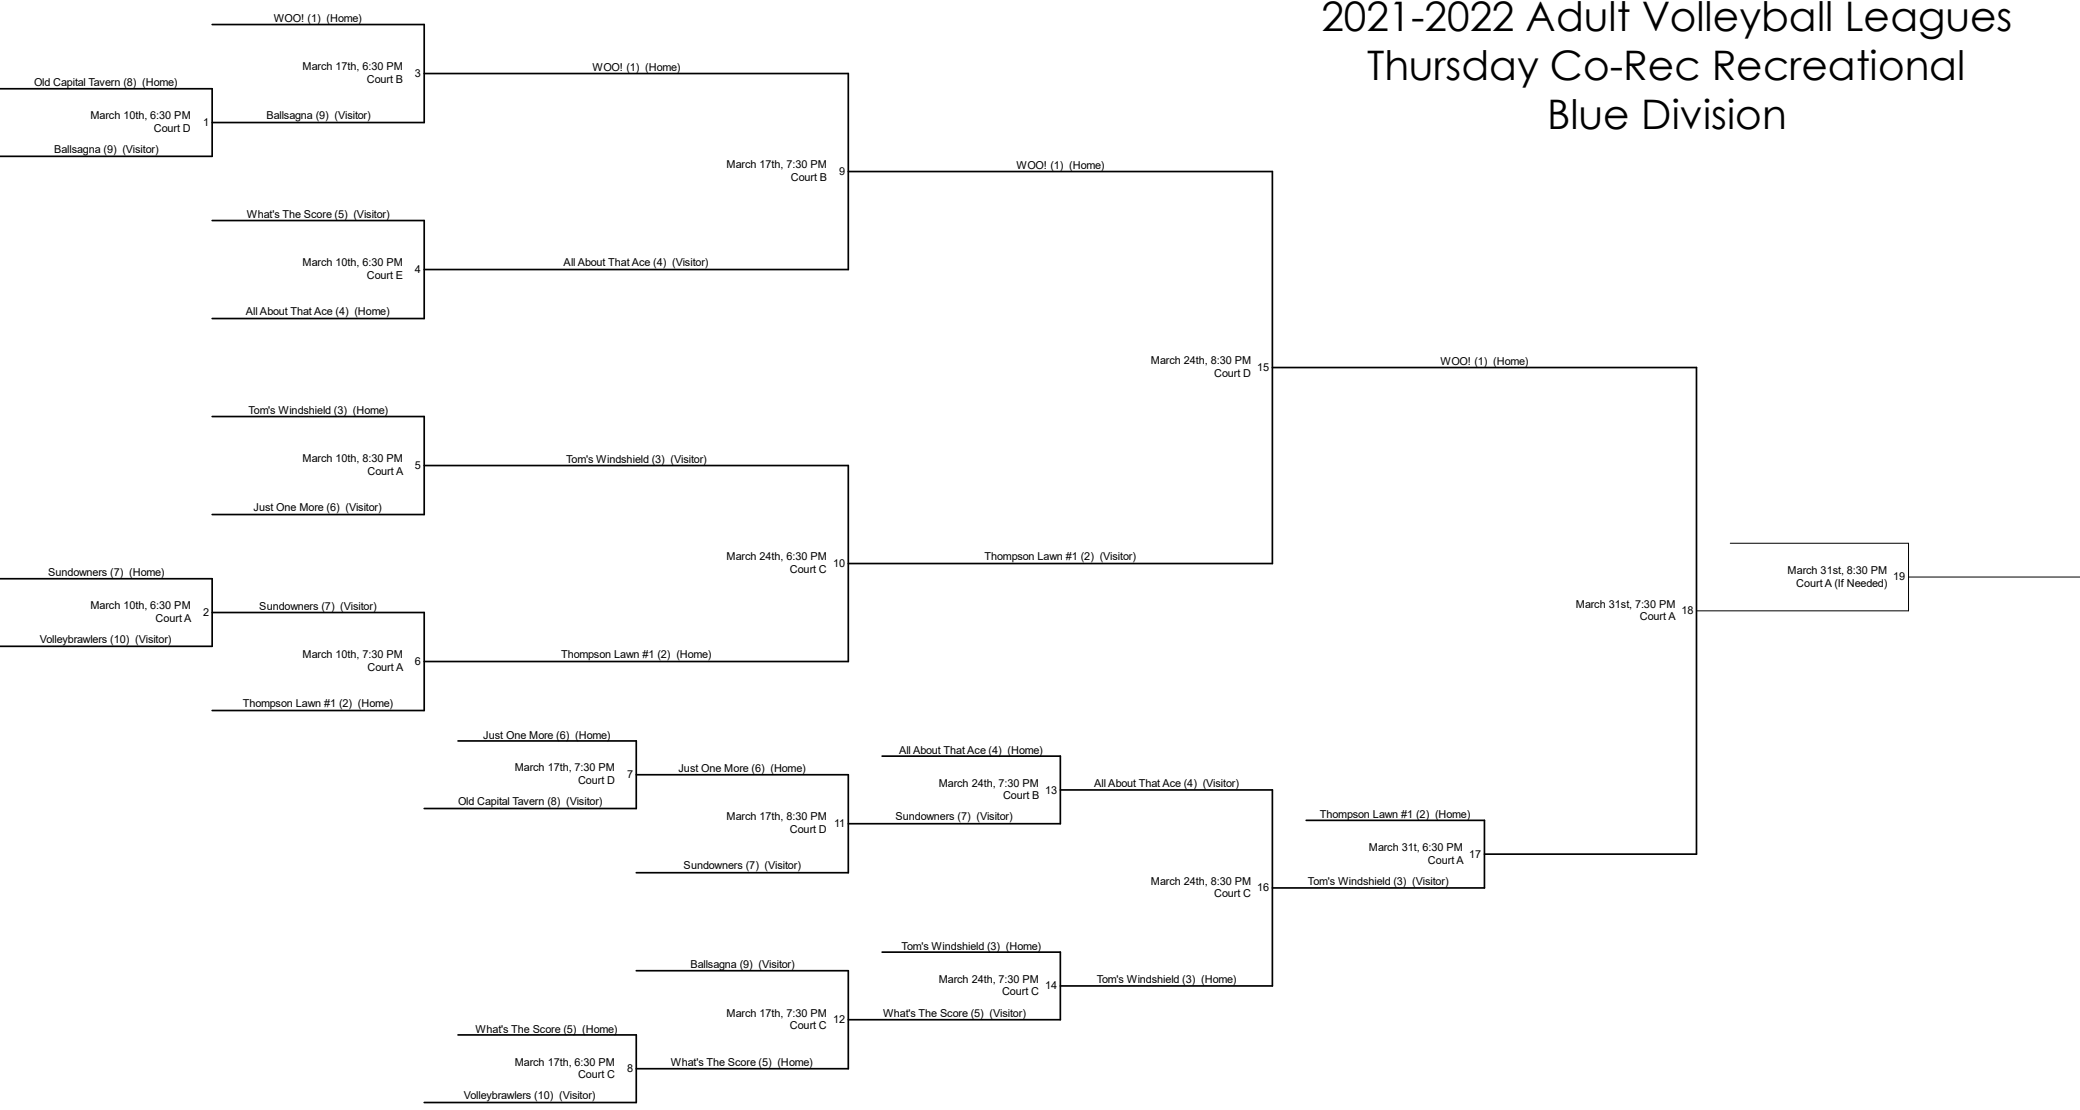 2021-2022 Adult Volleyball Leagues
Thursday Co-Rec Recreational
Blue Division
WOO! (1) (Home)
March 17th, 6:30 PM
Court B
3
WOO! (1) (Home)
Old Capital Tavern (8) (Home)
March 10th, 6:30 PM
Court D
1
Ballsagna (9) (Visitor)
Ballsagna (9) (Visitor)
March 17th, 7:30 PM
Court B
9
WOO! (1) (Home)
What's The Score (5) (Visitor)
March 10th, 6:30 PM
Court E
4
All About That Ace (4) (Visitor)
All About That Ace (4) (Home)
March 24th, 8:30 PM
Court D
15
WOO! (1) (Home)
Tom's Windshield (3) (Home)
March 10th, 8:30 PM
Court A
5
Tom's Windshield (3) (Visitor)
Just One More (6) (Visitor)
March 24th, 6:30 PM
Court C
10
Thompson Lawn #1 (2) (Visitor)
Sundowners (7) (Home)
March 10th, 6:30 PM
Court A
2
Sundowners (7) (Visitor)
Volleybrawlers (10) (Visitor)
March 10th, 7:30 PM
Court A
6
Thompson Lawn #1 (2) (Home)
Thompson Lawn #1 (2) (Home)
March 31st, 8:30 PM
Court A (If Needed)
19
March 31st, 7:30 PM
Court A
18
Just One More (6) (Home)
March 17th, 7:30 PM
Court D
7
Just One More (6) (Home)
Old Capital Tavern (8) (Visitor)
March 17th, 8:30 PM
Court D
11
Sundowners (7) (Visitor)
Sundowners (7) (Visitor)
All About That Ace (4) (Home)
March 24th, 7:30 PM
Court B
13
All About That Ace (4) (Visitor)
Thompson Lawn #1 (2) (Home)
March 31t, 6:30 PM
Court A
17
March 24th, 8:30 PM
Court C
16
Tom's Windshield (3) (Visitor)
Tom's Windshield (3) (Home)
March 24th, 7:30 PM
Court C
14
Tom's Windshield (3) (Home)
Ballsagna (9) (Visitor)
March 17th, 7:30 PM
Court C
12
What's The Score (5) (Visitor)
What's The Score (5) (Home)
March 17th, 6:30 PM
Court C
8
What's The Score (5) (Home)
Volleybrawlers (10) (Visitor)